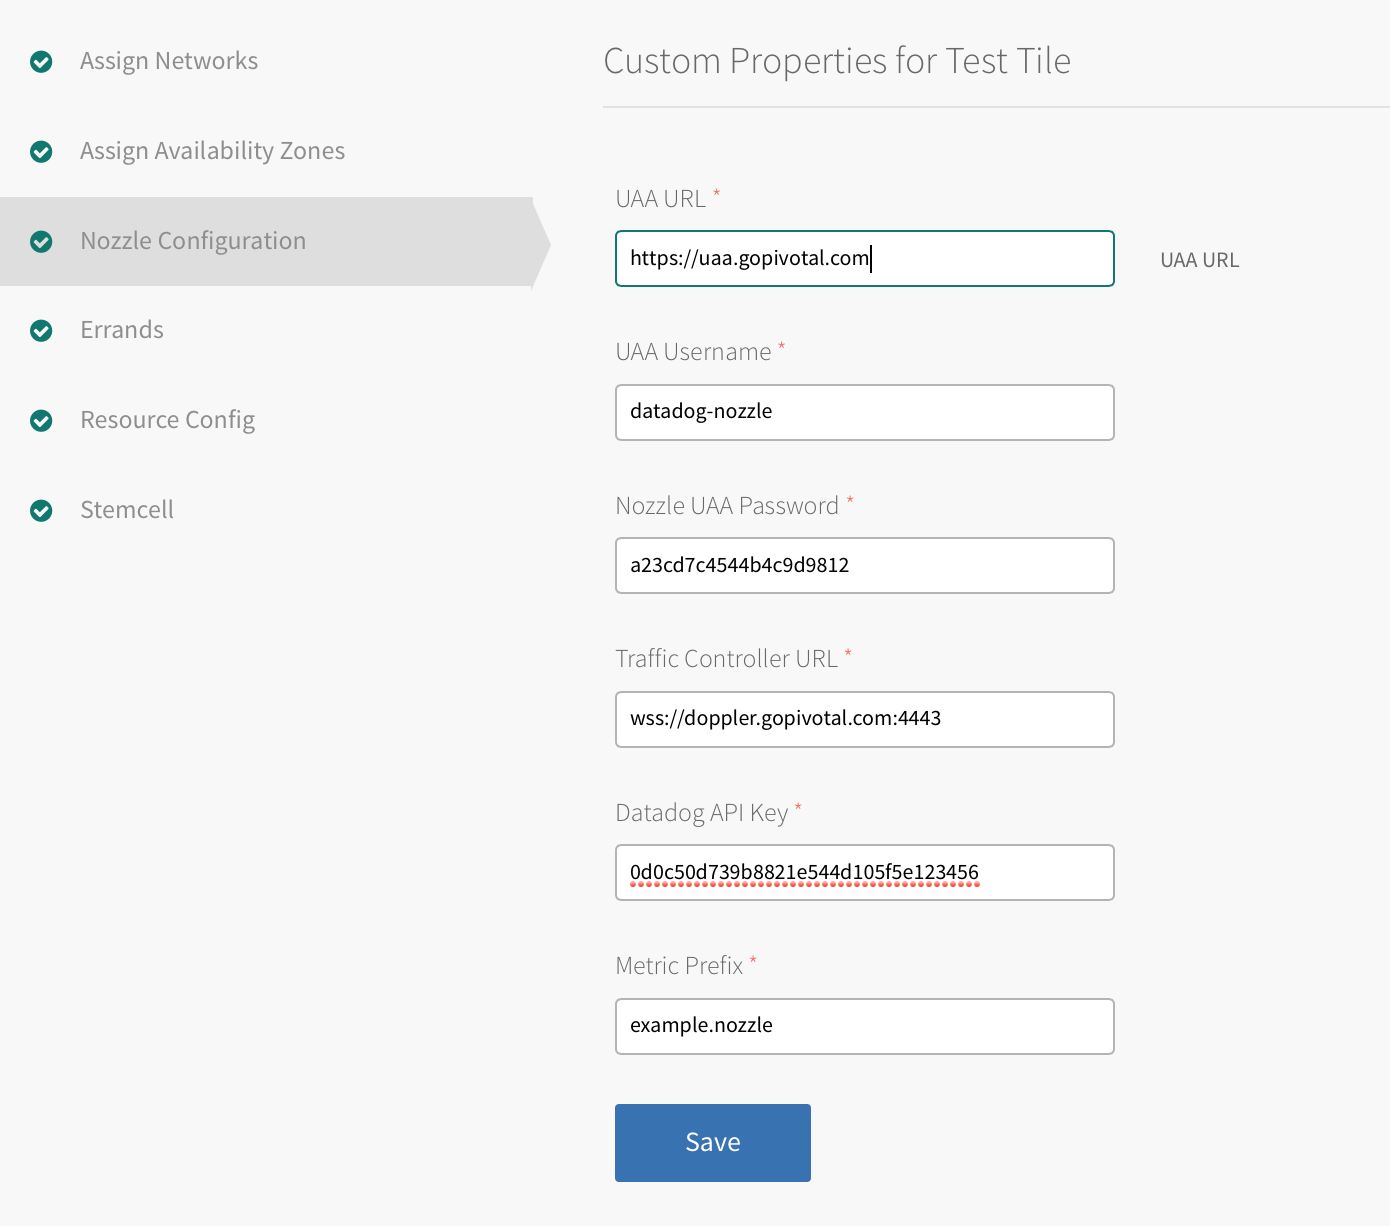 Assign Networks
Assign Availability Zones
Nozzle Configuration
Errands
Resource Config
Stemcell
Custom Properties for Test Tile
UAA URL *
https://uaa.gopivotal.com
UAA URL
UAA Username *
datadog-nozzle
Nozzle UAA Password *
a23cd7c4544b4c9d9812
Traffic Controller URL *
wss://doppler.gopivotal.com:4443
Datadog API Key *
0d0c50d739b8821e544d105f5e123456
Metric Prefix *
example.nozzle
Save